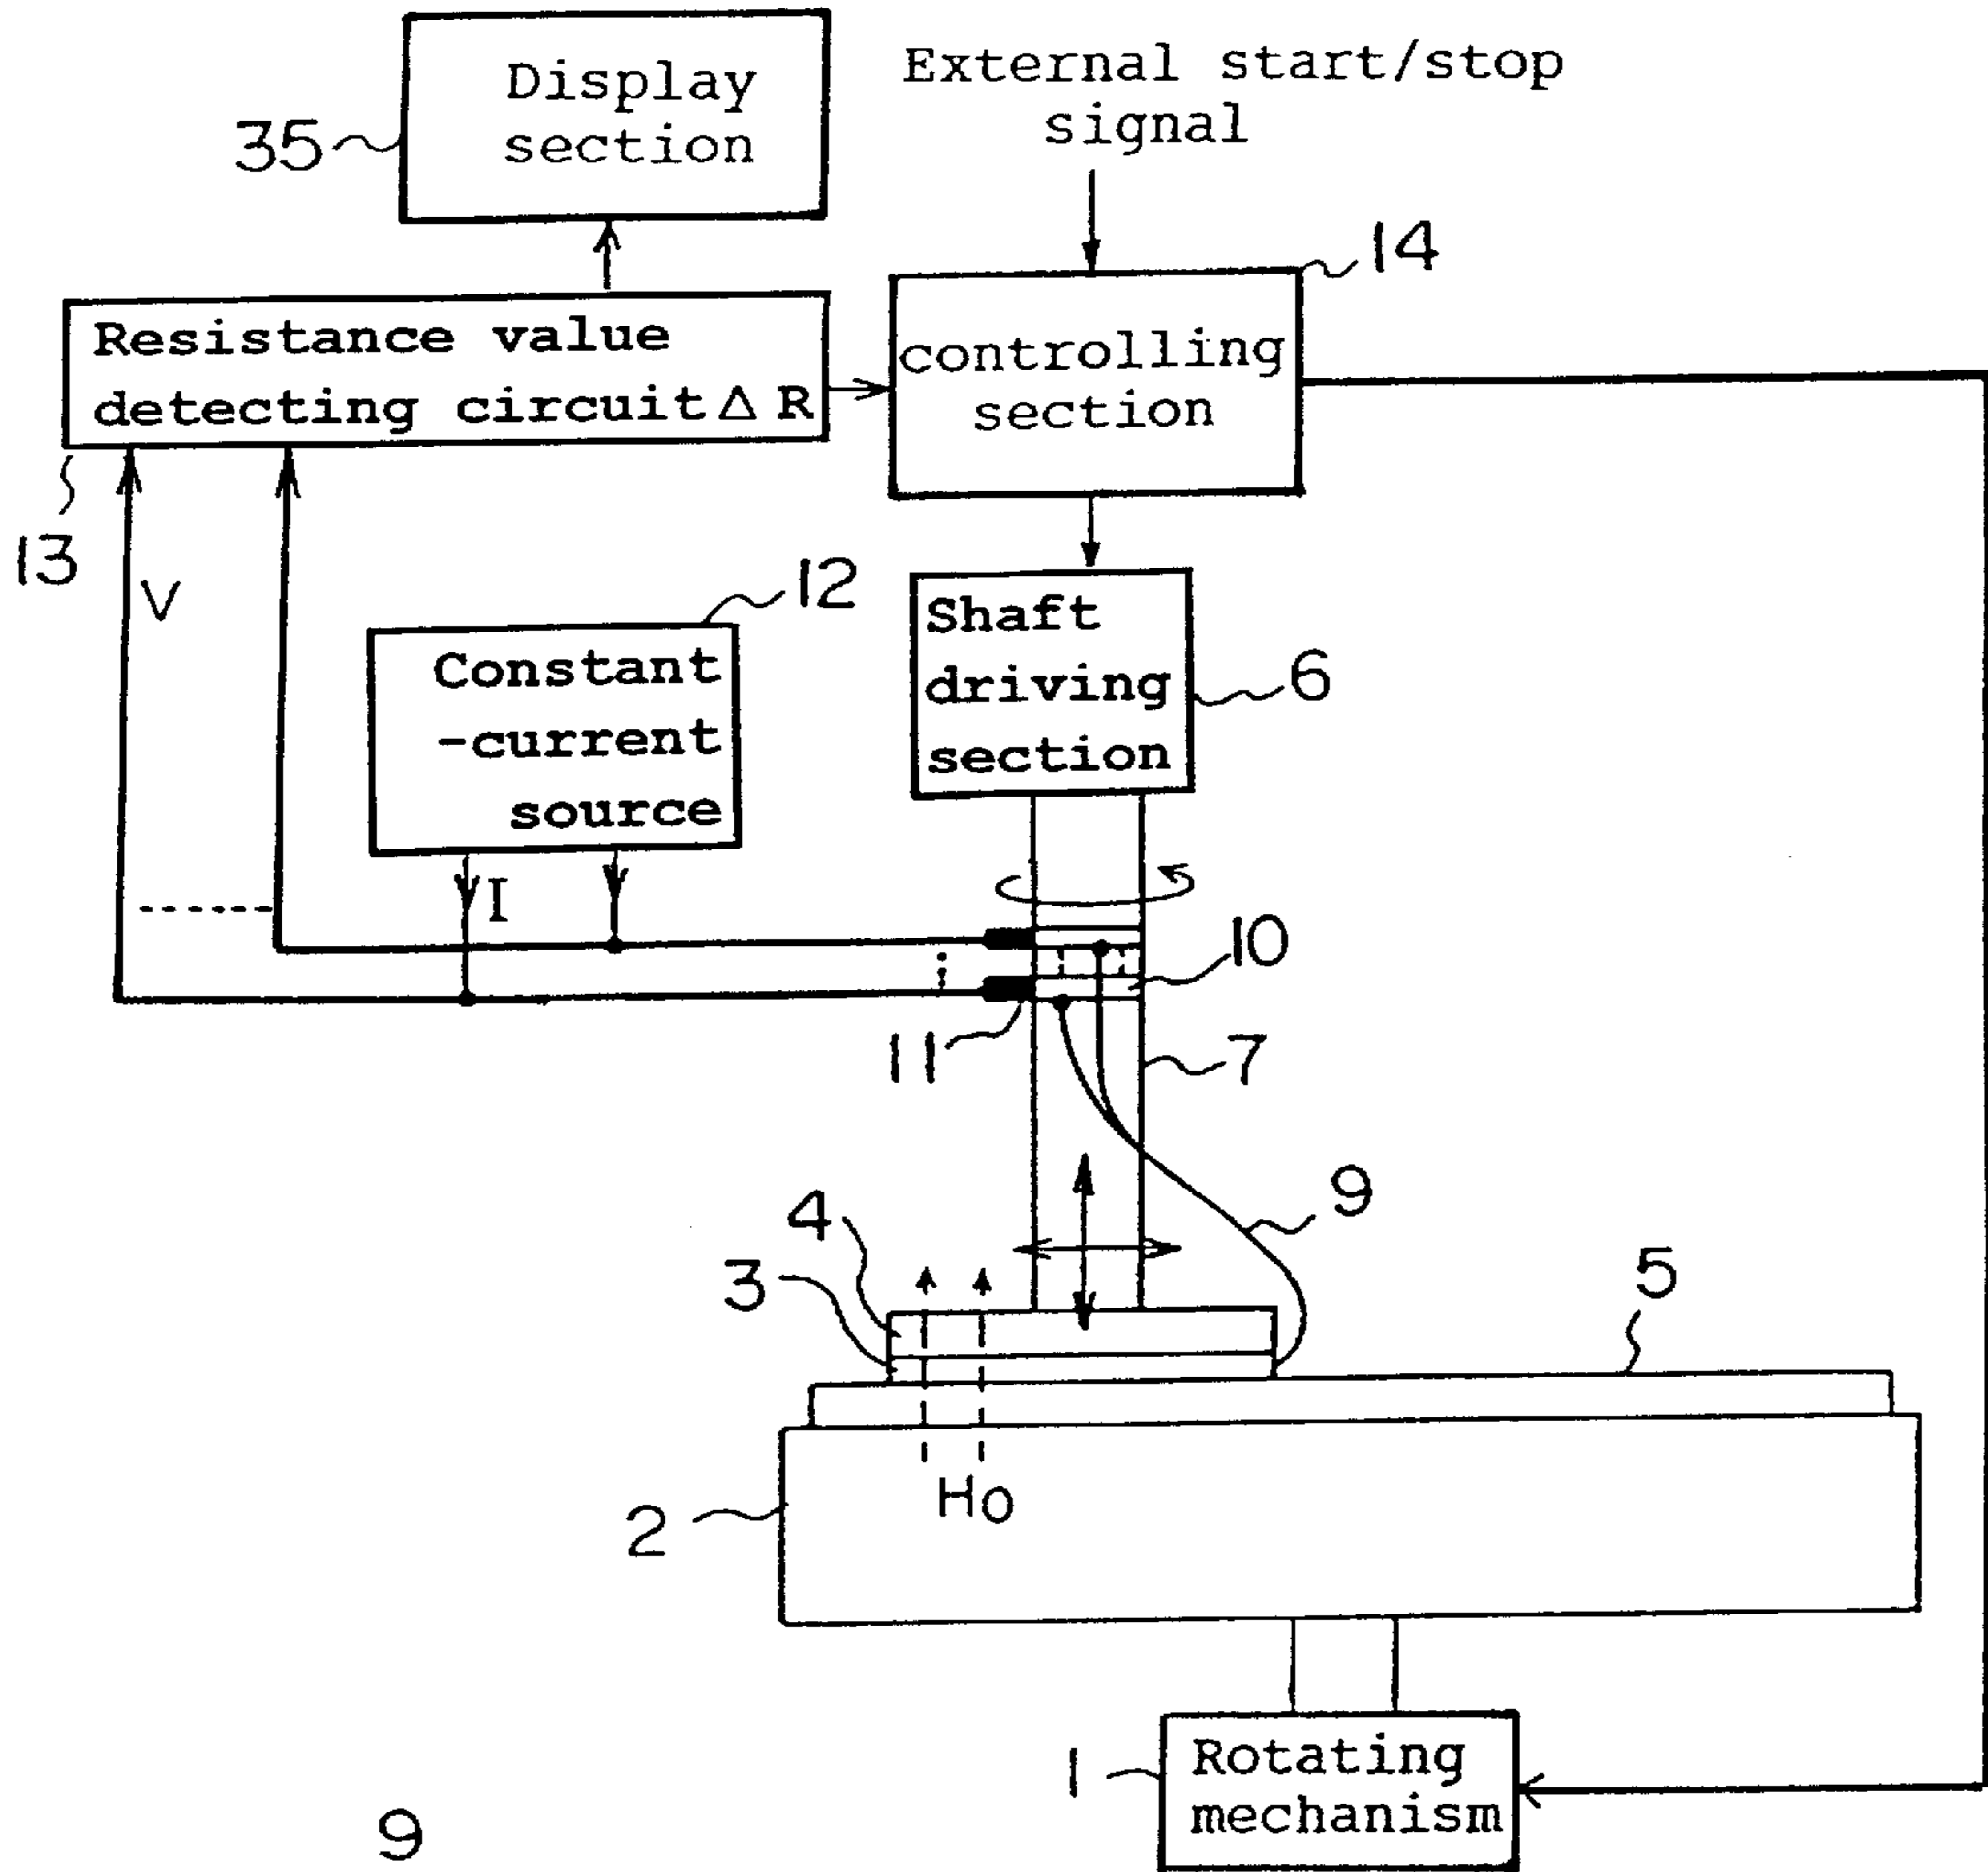 Display
section
35
External start/stop
signal
14
Resistance value
detecting circuit Δ R
controlling
section
13
V
12
Constant
-current
source
Shaft
driving
section
6
I
10
11
7
9
4
3
5
2
Ho
1
Rotating
mechanism
9